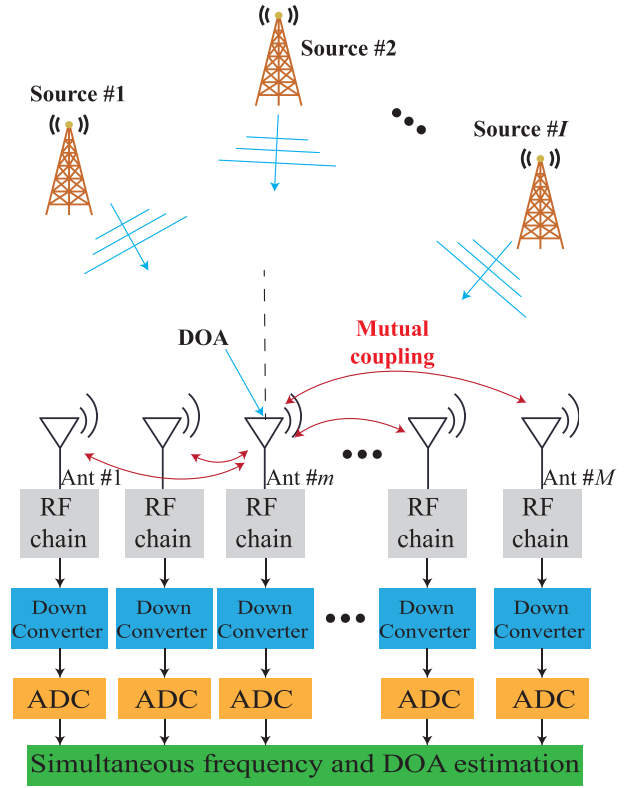 Source #2
Source #1
Source #I
DOA
Mutual
coupling
Ant #1
Ant #m
Ant #M
RF
chain
RF
chain
RF
chain
RF
chain
RF
chain
Down
Converter
Down
Converter
Down
Converter
Down
Converter
Down
Converter
ADC
ADC
ADC
ADC
ADC
Simultaneous frequency and DOA estimation